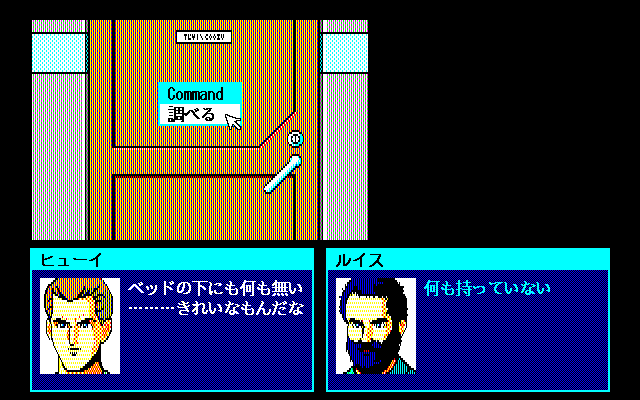 Command
調べる
ヒューイ
ベッドの下にも何も無い
………きれいなもんだな
ルイス
何も持っていない